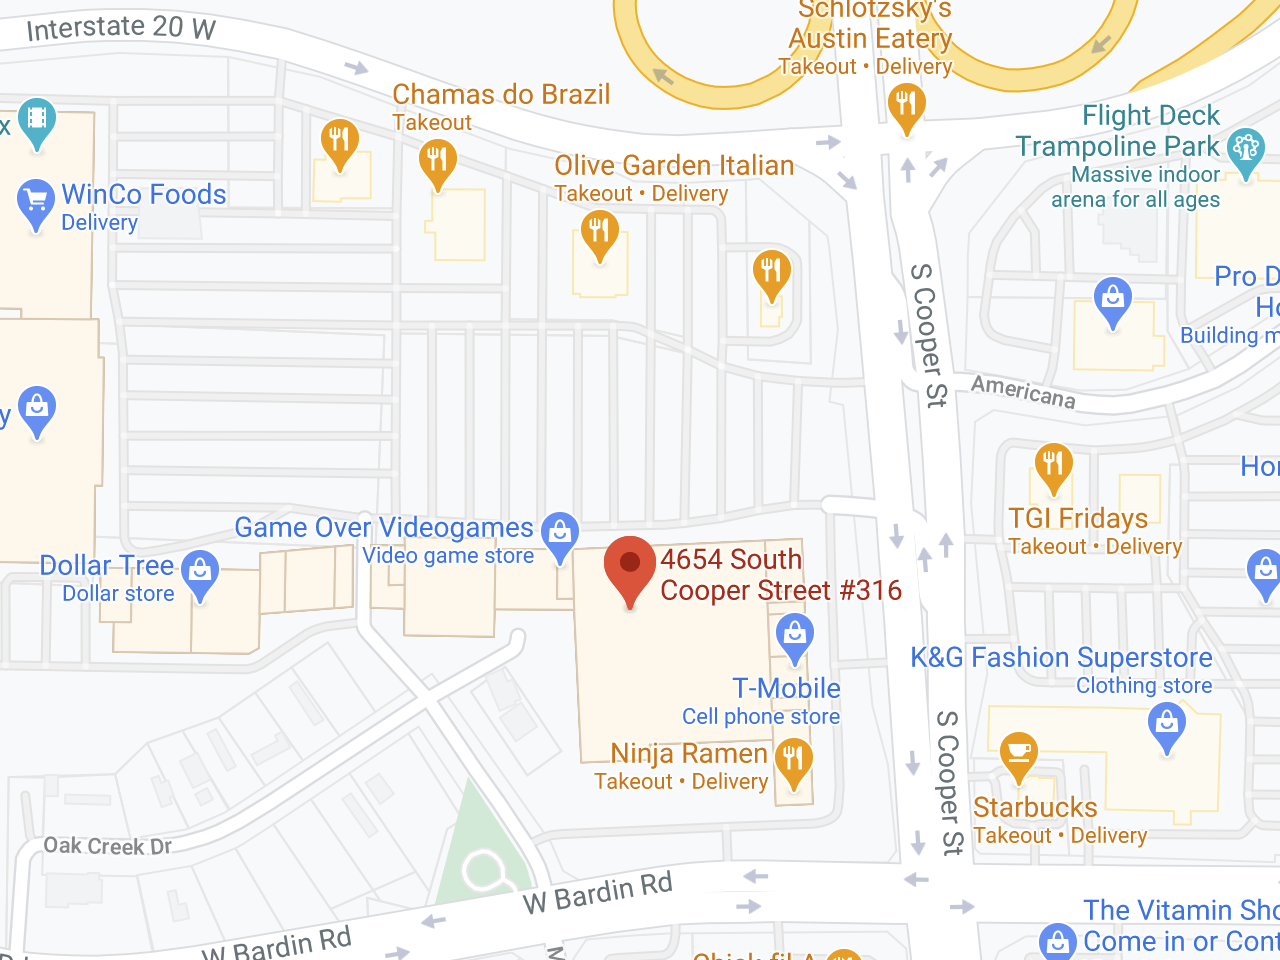 Interstate 20 W
Schlotzsky's
Austin Eatery
Takeout • Delivery
Chamas do Brazil
Takeout
Flight Deck
Trampoline Park
Massive indoor
arena for all ages
x
WinCo Foods
Delivery
Olive Garden Italian
Takeout • Delivery
S Cooper St
Pro D
Ho
Building m
Americana
y
Hor
TGI Fridays
Takeout • Delivery
Game Over Videogames
Video game store
Dollar Tree
Dollar store
4654 South
Cooper Street #316
K&G Fashion Superstore
Clothing store
T-Mobile
Cell phone store
S Cooper St
Ninja Ramen
Takeout • Delivery
Starbucks
Takeout • Delivery
Oak Creek Dr
W Bardin Rd
W Bardin Rd
The Vitamin Sho
Come in or Cont